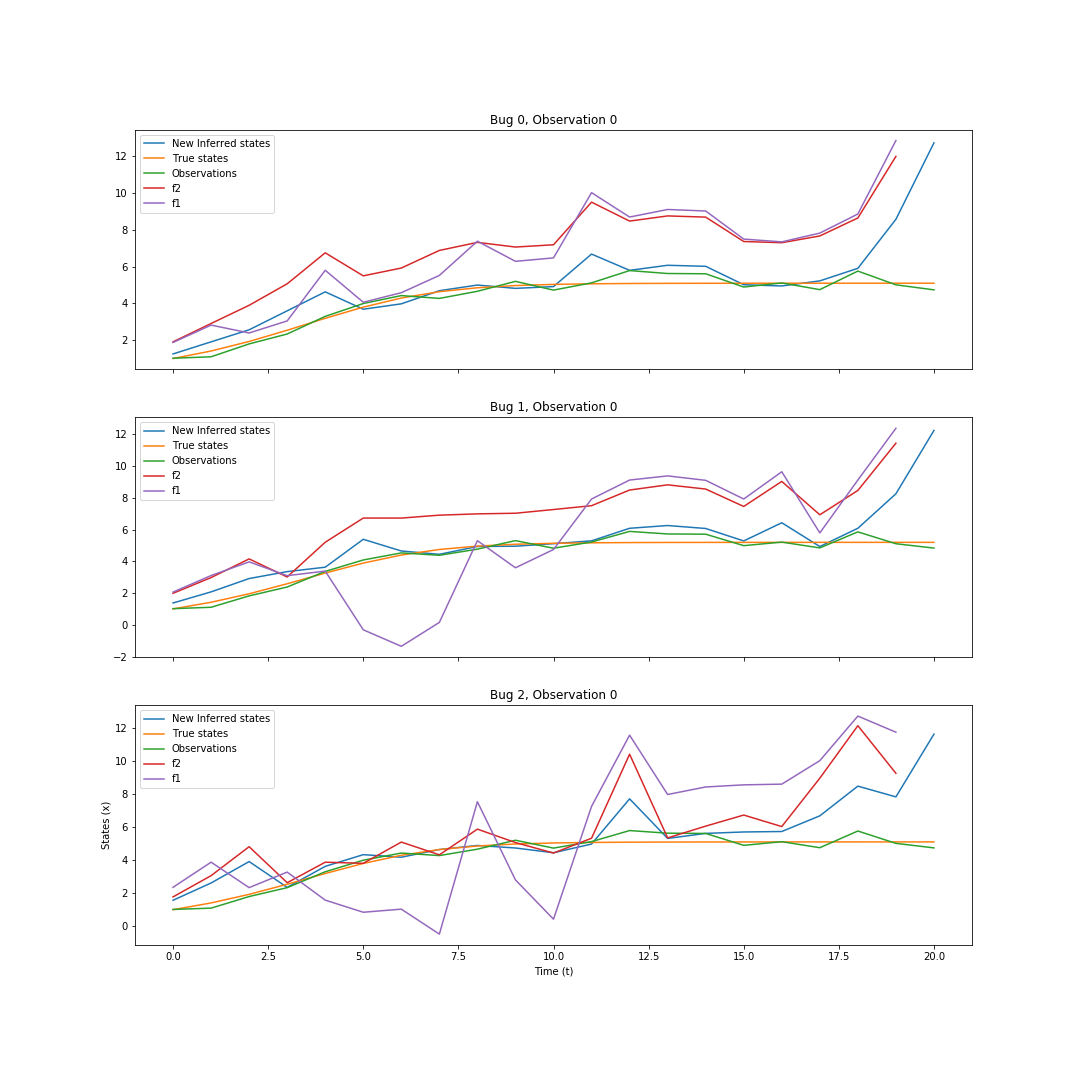 Bug 0, Observation 0
New Inferred states
True states
Observations
f2
f1
12
10
8
6
4
2
Bug 1, Observation 0
New Inferred states
True states
Observations
f2
f1
12
10
8
6
4
2
0
−2
Bug 2, Observation 0
New Inferred states
True states
Observations
f2
f1
12
10
8
6
4
2
0
States (x)
0.0 2.5 5.0 7.5 10.0 12.5 15.0 17.5 20.0
Time (t)